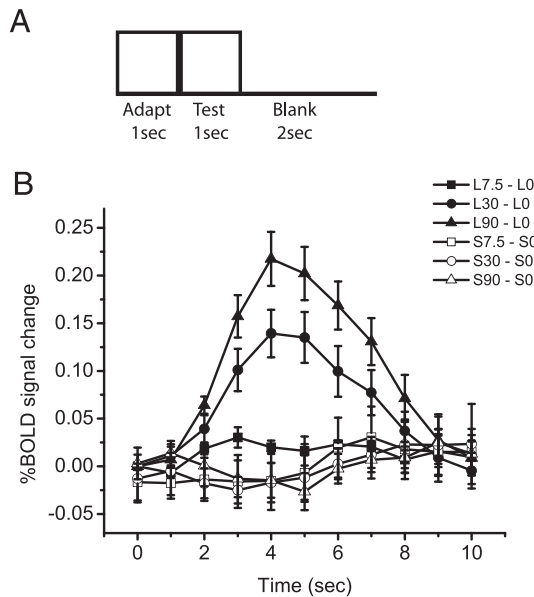 A
Adapt Test Blank
1sec 1sec 2sec
B
L7.5 - L0
L30 - L0
L90 - L0
S7.5 - S0
S30 - S0
S90 - S0
%BOLD signal change
0.25
0.20
0.15
0.10
0.05
0.00
-0.05
0 2 4 6 8 10
Time (sec)